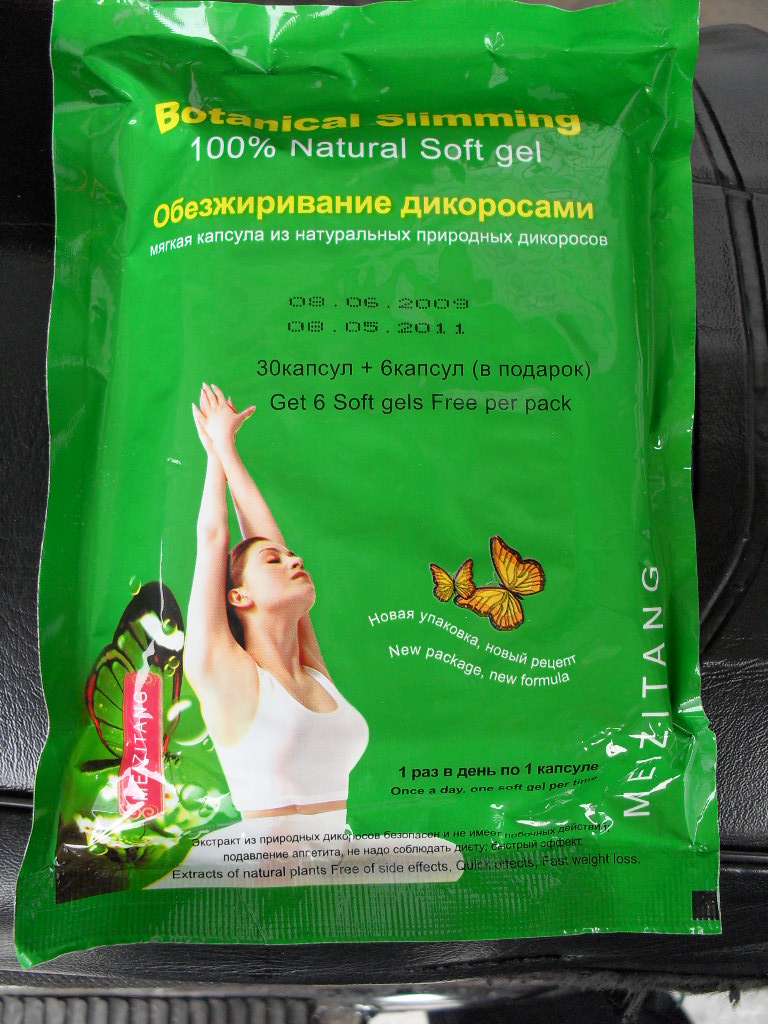 Botanical Slimming
100% Natural Soft gel
Обезжиривание дикоросами
мягкая капсула из натуральных природных дикоросов
08.06.2009
08.05.2011
30капсул + 6капсул (в подарок)
Get 6 Soft gels Free per pack
Новая упаковка, новый рецепт
New package, new formula
MEIZITANG
MEIZITANG
1 раз в день по 1 капсуле
Once a day, one soft gel per time
Экстракт из природных дикоросов безопасен и не имеет побочных действий,
подавление аппетита, не надо соблюдать диету; быстрый эффект.
Extracts of natural plants Free of side effects, Quick effects, Fast weight loss.